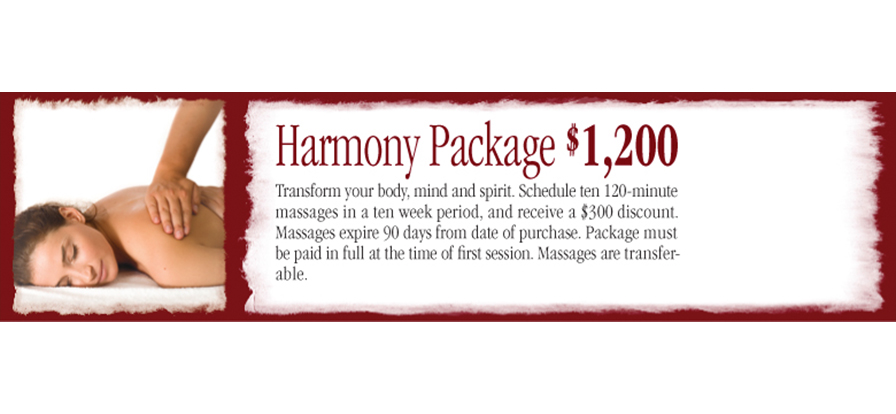 Harmony Package $1,200
Transform your body, mind and spirit. Schedule ten 120-minute
massages in a ten week period, and receive a $300 discount.
Massages expire 90 days from date of purchase. Package must
be paid in full at the time of first session. Massages are transfer-
able.